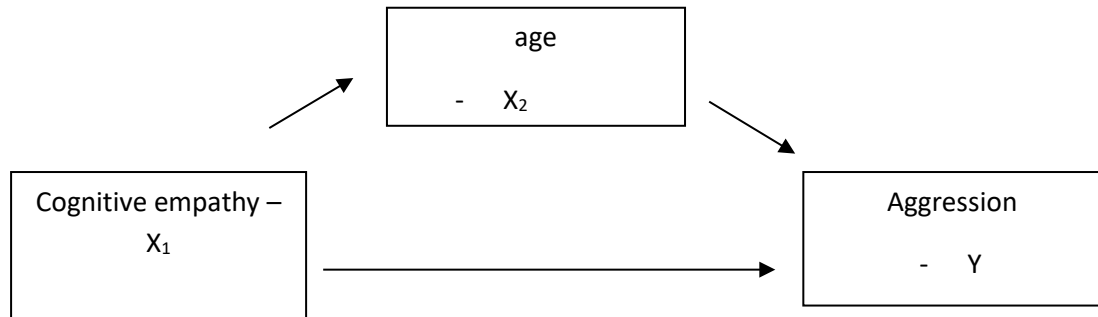 age
- X₂
Cognitive empathy –
X₁
Aggression
- Y